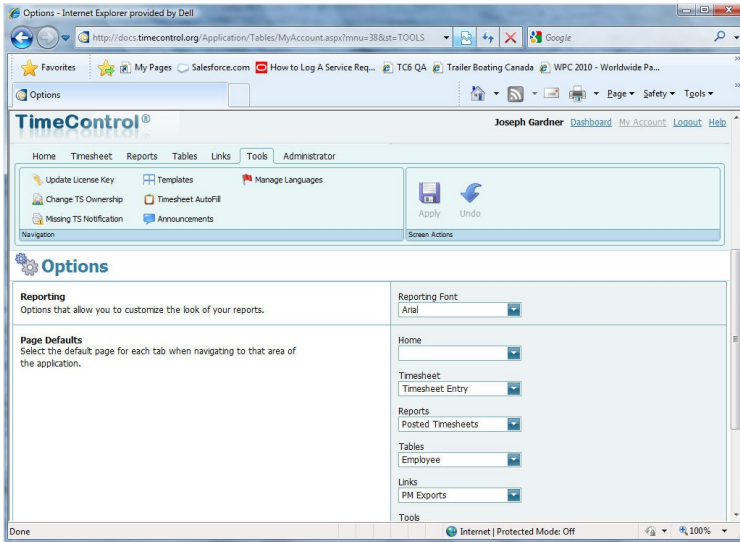 Options - Internet Explorer provided by Dell
http://docs.timecontrol.org/Application/Tables/MyAccount.aspx?mnu=38&st=TOOLS
Google
Favorites My Pages Salesforce.com How to Log A Service Req... TC6 QA Trailer Boating Canada WPC 2010 - Worldwide Pa...
Options
Page Safety Tools
TimeControl®
Joseph Gardner Dashboard My Account Logout Help
Home Timesheet Reports Tables Links Tools Administrator
Update License Key Templates Manage Languages
Change TS Ownership Timesheet AutoFill
Missing TS Notification Announcements
Apply Undo
Navigation Screen Actions
Options
Reporting
Options that allow you to customize the look of your reports.
Reporting Font
Arial
Page Defaults
Select the default page for each tab when navigating to that area of
the application.
Home
Timesheet
Timesheet Entry
Reports
Posted Timesheets
Tables
Employee
Links
PM Exports
Tools
Done Internet | Protected Mode: Off 100%